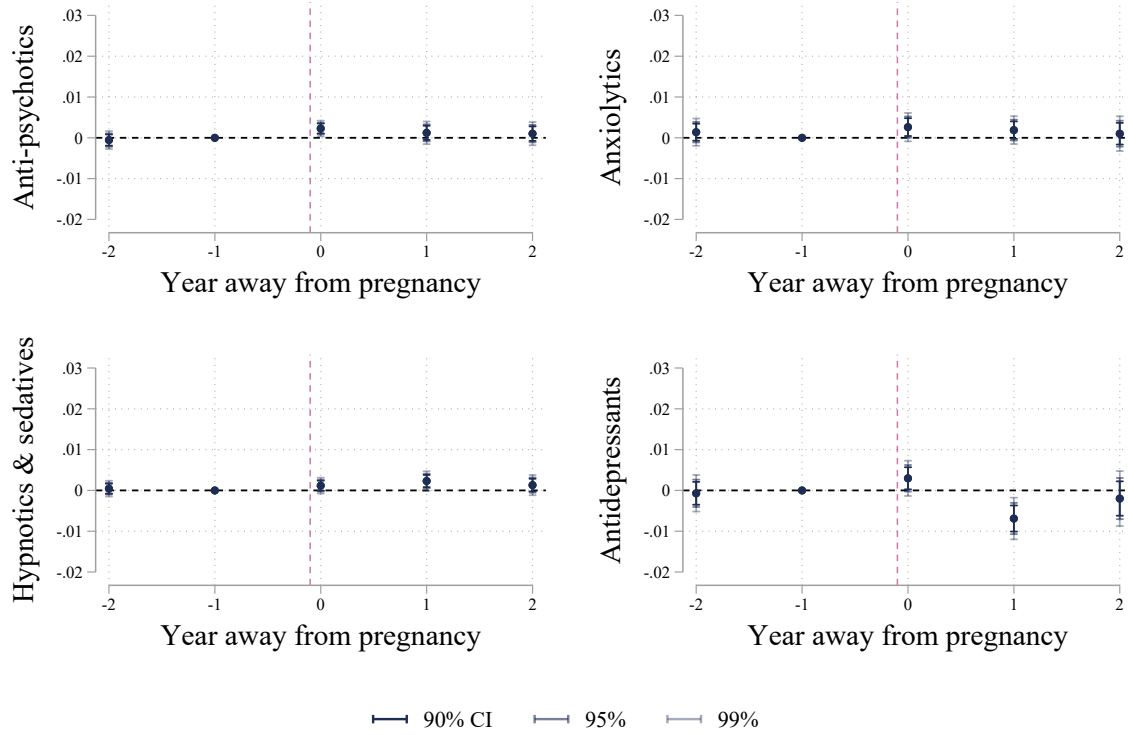 Anti-psychotics
.03
.02
.01
0
-.01
-.02
-2 -1 0 1 2
Year away from pregnancy
Anxiolytics
.03
.02
.01
0
-.01
-.02
-2 -1 0 1 2
Year away from pregnancy
Hypnotics & sedatives
.03
.02
.01
0
-.01
-.02
-2 -1 0 1 2
Year away from pregnancy
Antidepressants
.03
.02
.01
0
-.01
-.02
-2 -1 0 1 2
Year away from pregnancy
90% CI 95% 99%